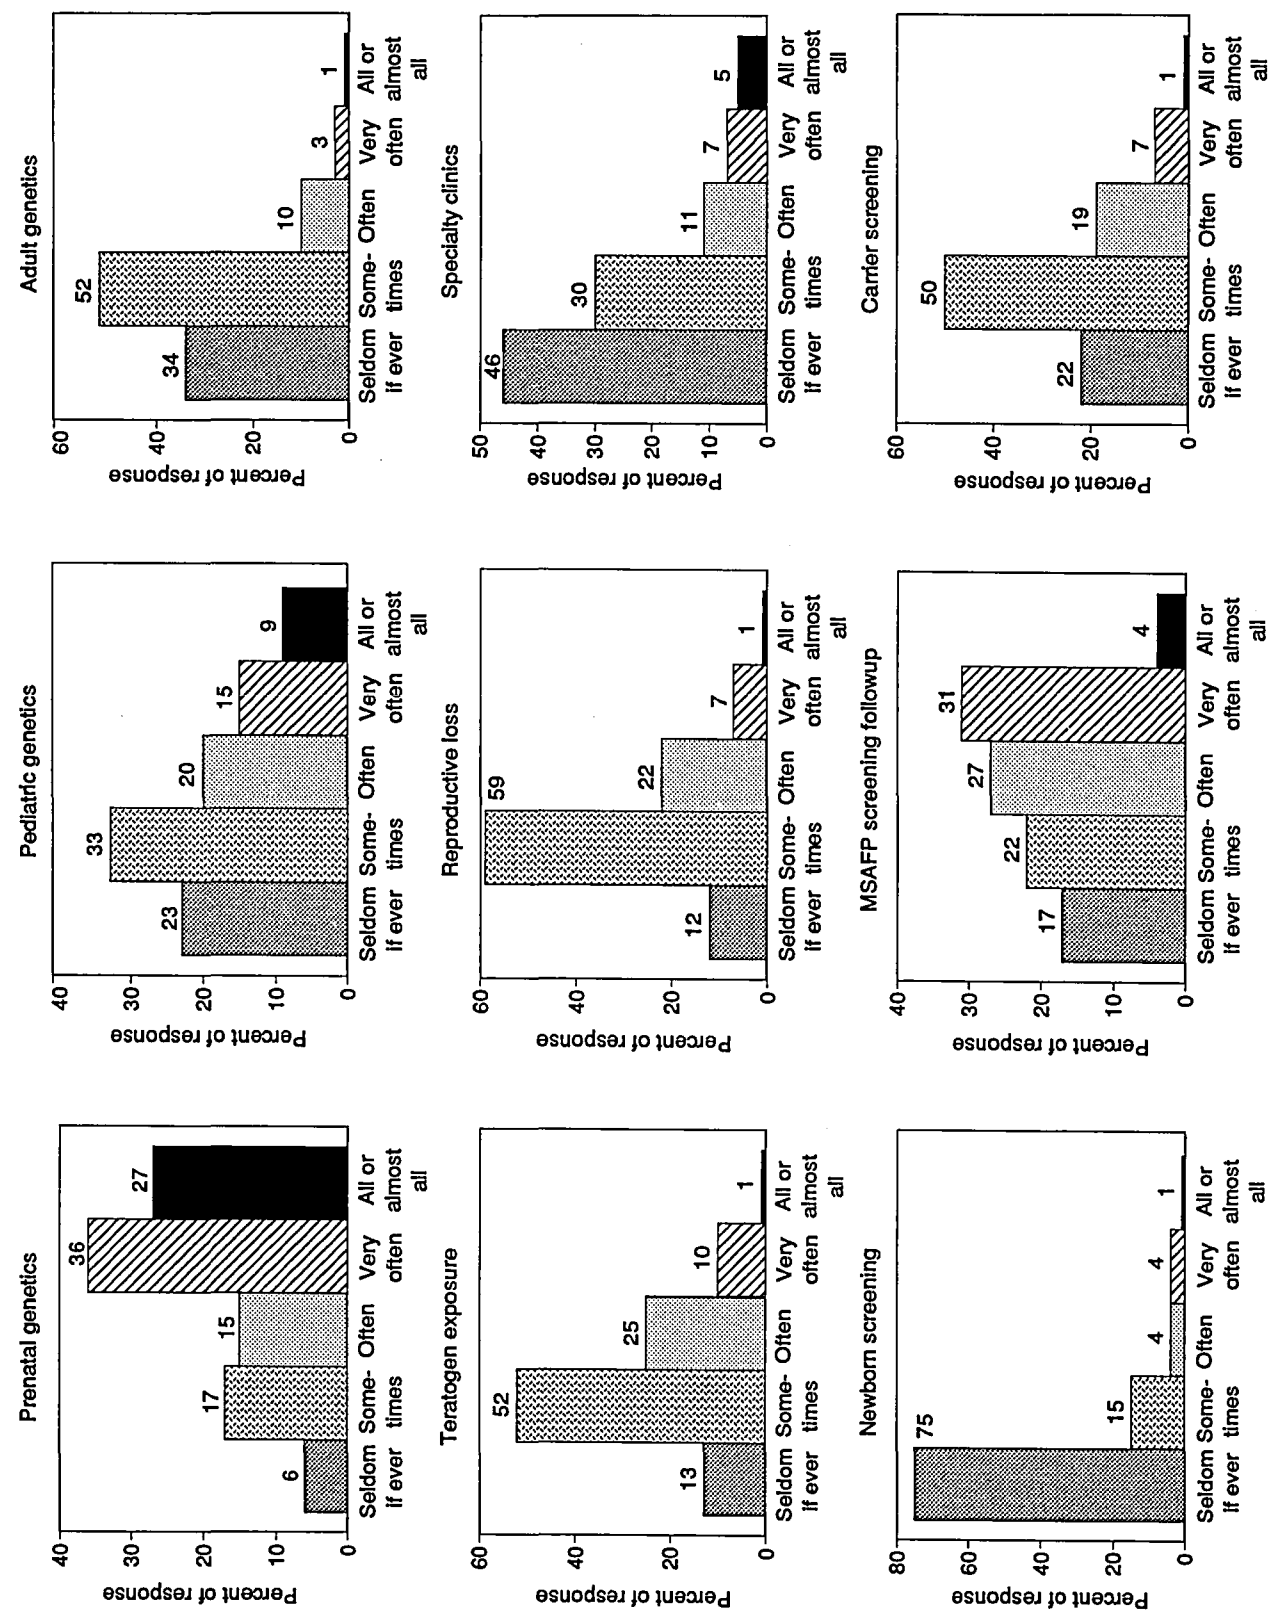 Prenatal genetics
Percent of response
40
30
20
10
0
6
17
15
36
27
Seldom Some- Often Very All or
if ever times often almost
all
Pediatric genetics
Percent of response
40
30
20
10
0
23
33
20
15
9
Seldom Some- Often Very All or
if ever times often almost
all
Adult genetics
Percent of response
60
40
20
0
34
52
10
3
1
Seldom Some- Often Very All or
if ever times often almost
all
Teratogen exposure
Percent of response
60
40
20
0
13
52
25
10
1
Seldom Some- Often Very All or
if ever times often almost
all
Reproductive loss
Percent of response
60
40
20
0
12
59
22
7
1
Seldom Some- Often Very All or
if ever times often almost
all
Specialty clinics
Percent of response
50
40
30
20
10
0
46
30
11
7
5
Seldom Some- Often Very All or
if ever times often almost
all
Newborn screening
Percent of response
80
60
40
20
0
75
15
4
4
1
Seldom Some- Often Very All or
if ever times often almost
all
MSAFP screening followup
Percent of response
40
30
20
10
0
17
22
27
31
4
Seldom Some- Often Very All or
if ever times often almost
all
Carrier screening
Percent of response
60
40
20
0
22
50
19
7
1
Seldom Some- Often Very All or
if ever times often almost
all